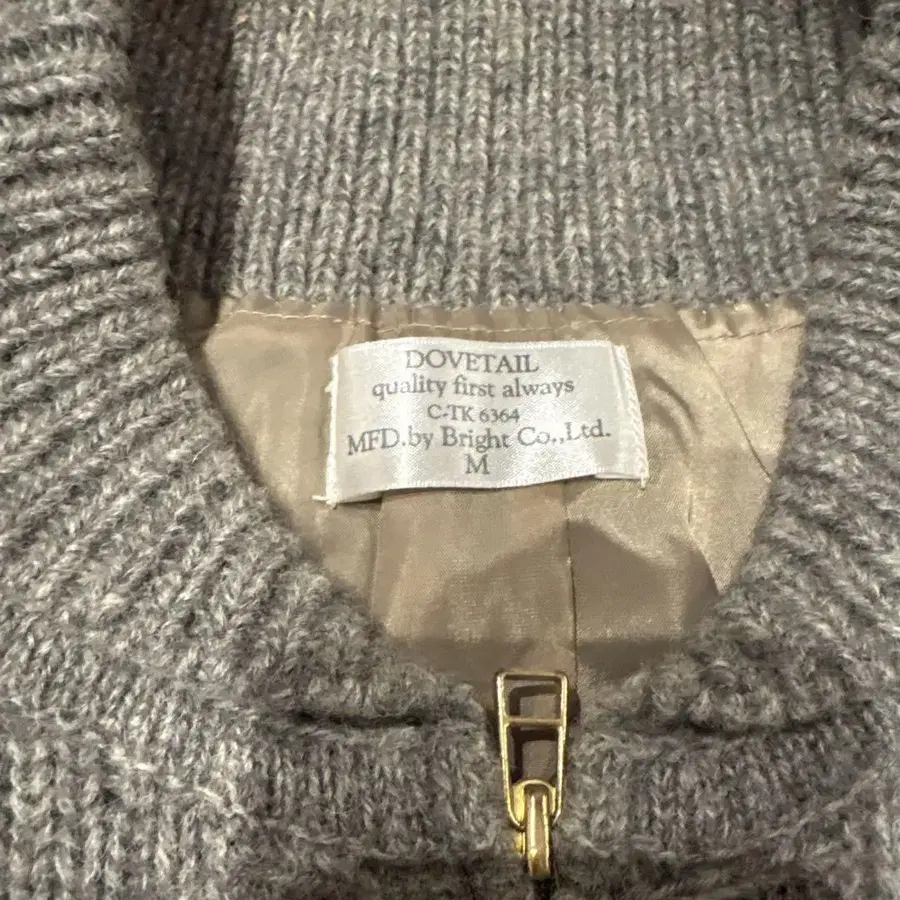 DOVETAIL
quality first always
C-TK 6364
MFD.by Bright Co.,Ltd.
M